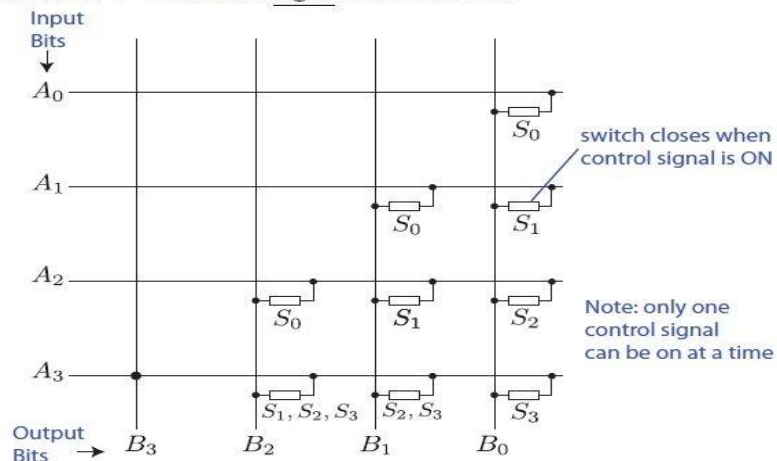 Input
Bits
A0
S0
switch closes when
control signal is ON
A1
S0
S1
A2
S0
S1
S2
Note: only one
control signal
can be on at a time
A3
S1, S2, S3
S2, S3
S3
Output
Bits
B3
B2
B1
B0